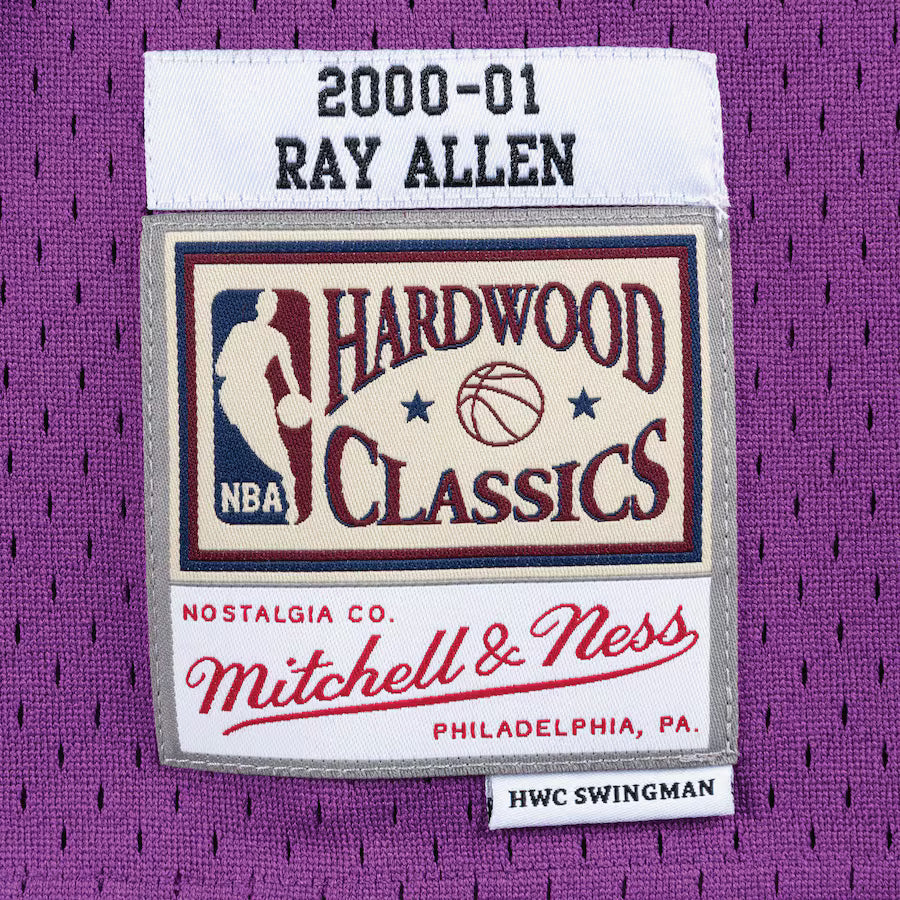 2000-01
RAY ALLEN
HARDWOOD
CLASSICS
NBA
NOSTALGIA CO.
Mitchell & Ness
PHILADELPHIA, PA.
HWC SWINGMAN